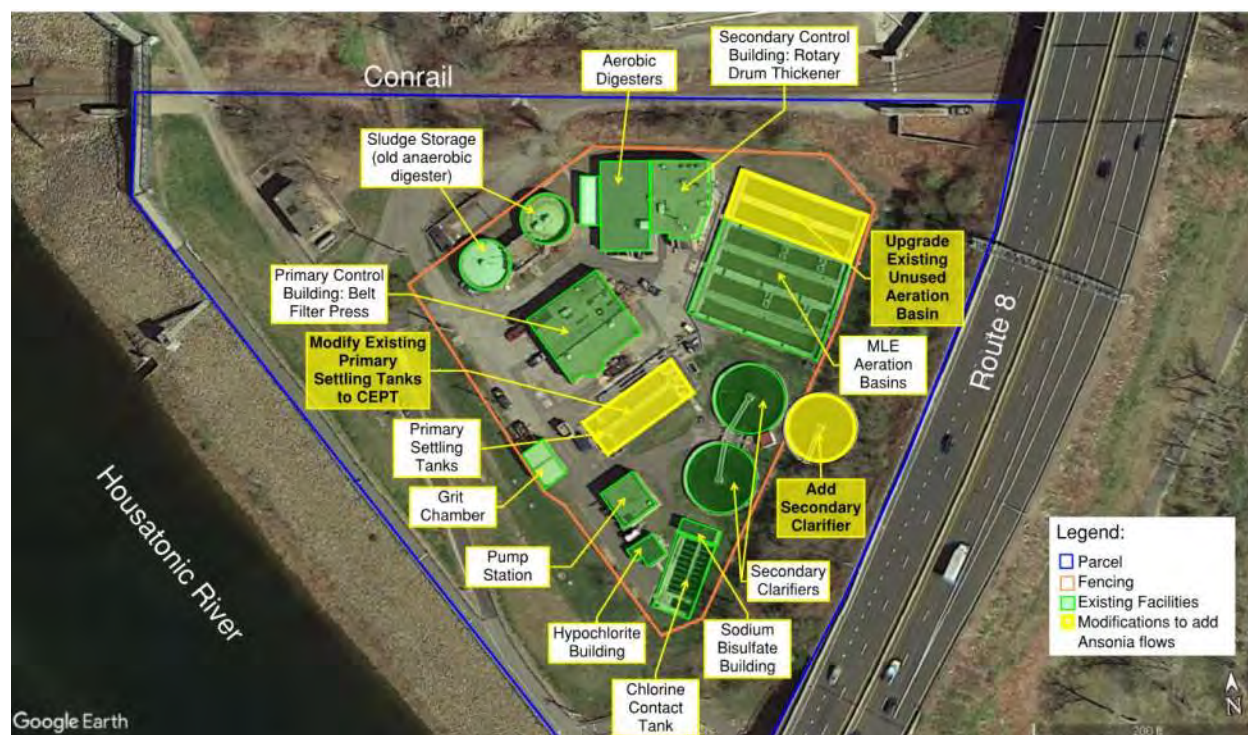 Conrail
Aerobic
Digesters
Secondary Control
Building: Rotary
Drum Thickener
Sludge Storage
(old anaerobic
digester)
Primary Control
Building: Belt
Filter Press
Upgrade
Existing
Unused
Aeration
Basin
Modify Existing
Primary
Settling Tanks
to CEPT
MLE
Aeration
Basins
Route 8
Primary
Settling
Tanks
Grit
Chamber
Add
Secondary
Clarifier
Housatonic River
Pump
Station
Secondary
Clarifiers
Hypochlorite
Building
Sodium
Bisulfate
Building
Chlorine
Contact
Tank
Legend:
Parcel
Fencing
Existing Facilities
Modifications to add
Ansonia flows
N
Google Earth
200 ft